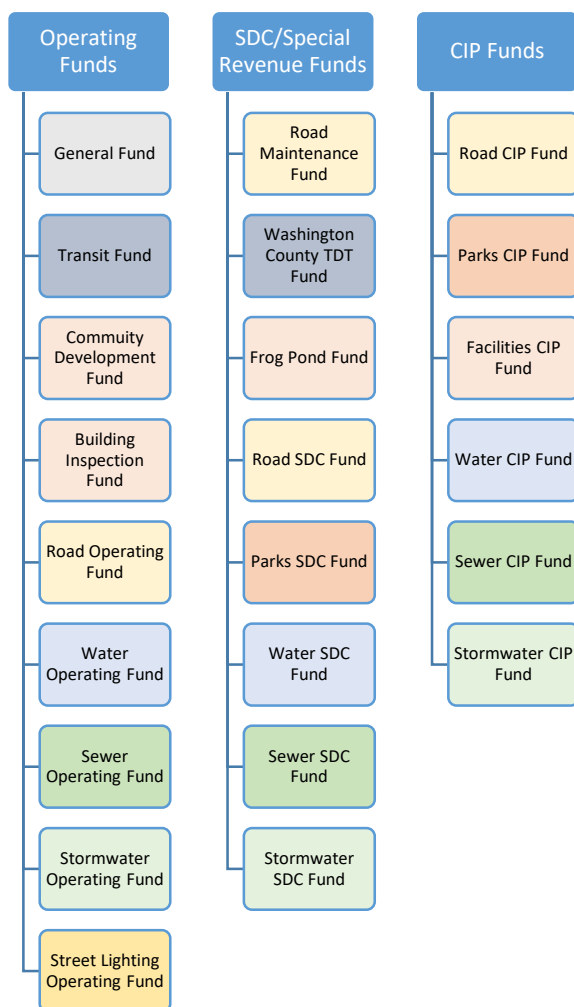 Operating
Funds
General Fund
Transit Fund
Commuity
Development
Fund
Building
Inspection
Fund
Road Operating
Fund
Water
Operating Fund
Sewer
Operating Fund
Stormwater
Operating Fund
Street Lighting
Operating Fund
SDC/Special
Revenue Funds
Road
Maintenance
Fund
Washington
County TDT
Fund
Frog Pond Fund
Road SDC Fund
Parks SDC Fund
Water SDC
Fund
Sewer SDC
Fund
Stormwater
SDC Fund
CIP Funds
Road CIP Fund
Parks CIP Fund
Facilities CIP
Fund
Water CIP Fund
Sewer CIP Fund
Stormwater CIP
Fund